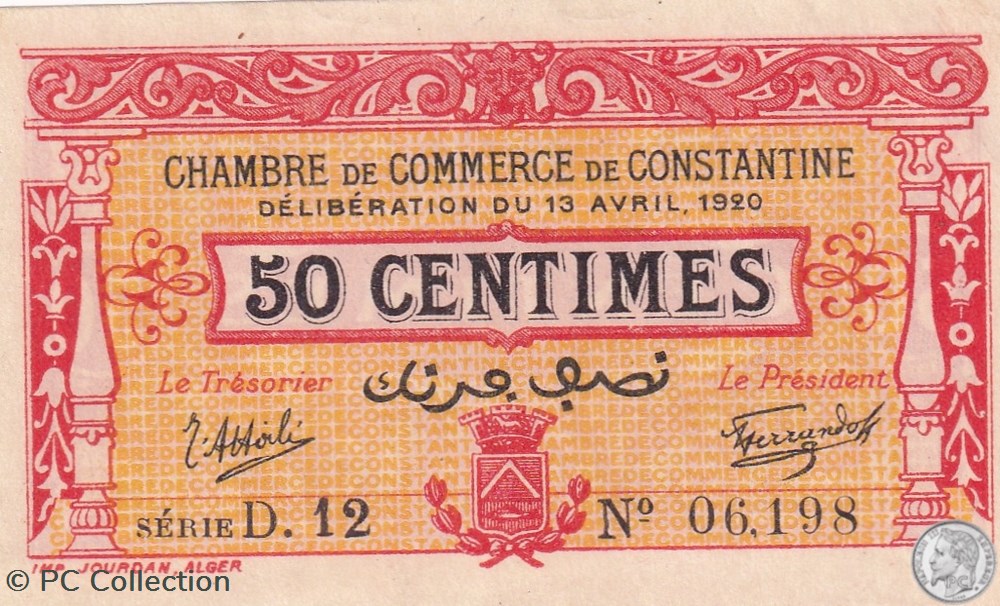 CHAMBRE DE COMMERCE DE CONSTANTINE
DÉLIBÉRATION DU 13 AVRIL, 1920
50 CENTIMES
Le Trésorier
نصف فرنك
Le Président
SÉRIE D. 12
Nº 06,198
IMP. JOURDAN, ALGER
© PC Collection